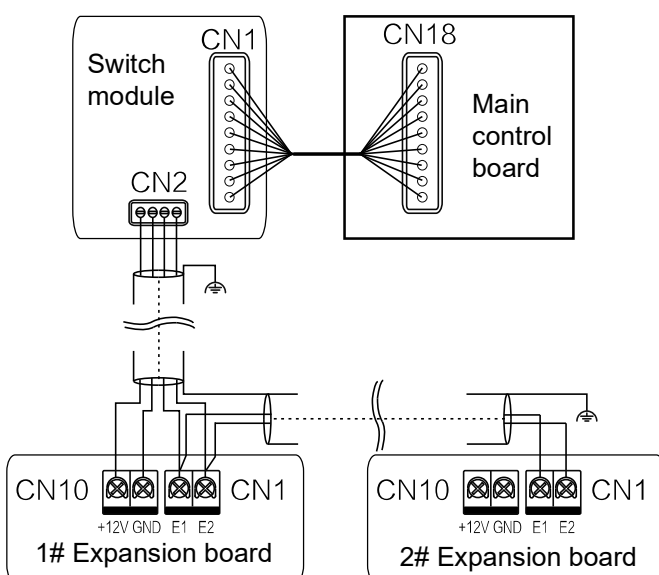 CN1
CN18
Switch
module
Main
control
board
CN2
CN10
CN1
+12V GND E1 E2
1# Expansion board
CN10
CN1
+12V GND E1 E2
2# Expansion board